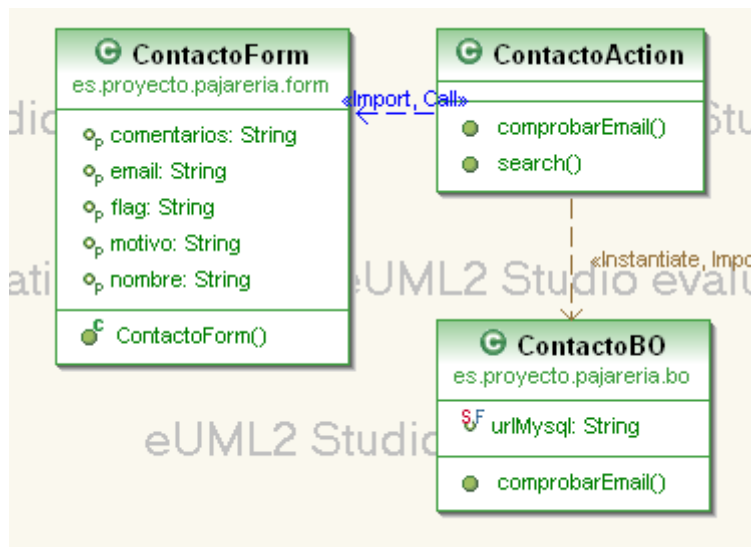 ContactoForm
es.proyecto.pajareria.form
comentarios: String
email: String
flag: String
motivo: String
nombre: String
ContactoForm()
«Import, Call»
ContactoAction
comprobarEmail()
search()
«Instantiate, Impo
ContactoBO
es.proyecto.pajareria.bo
urlMysql: String
comprobarEmail()
eUML2 Studio evalu
eUML2 Studio